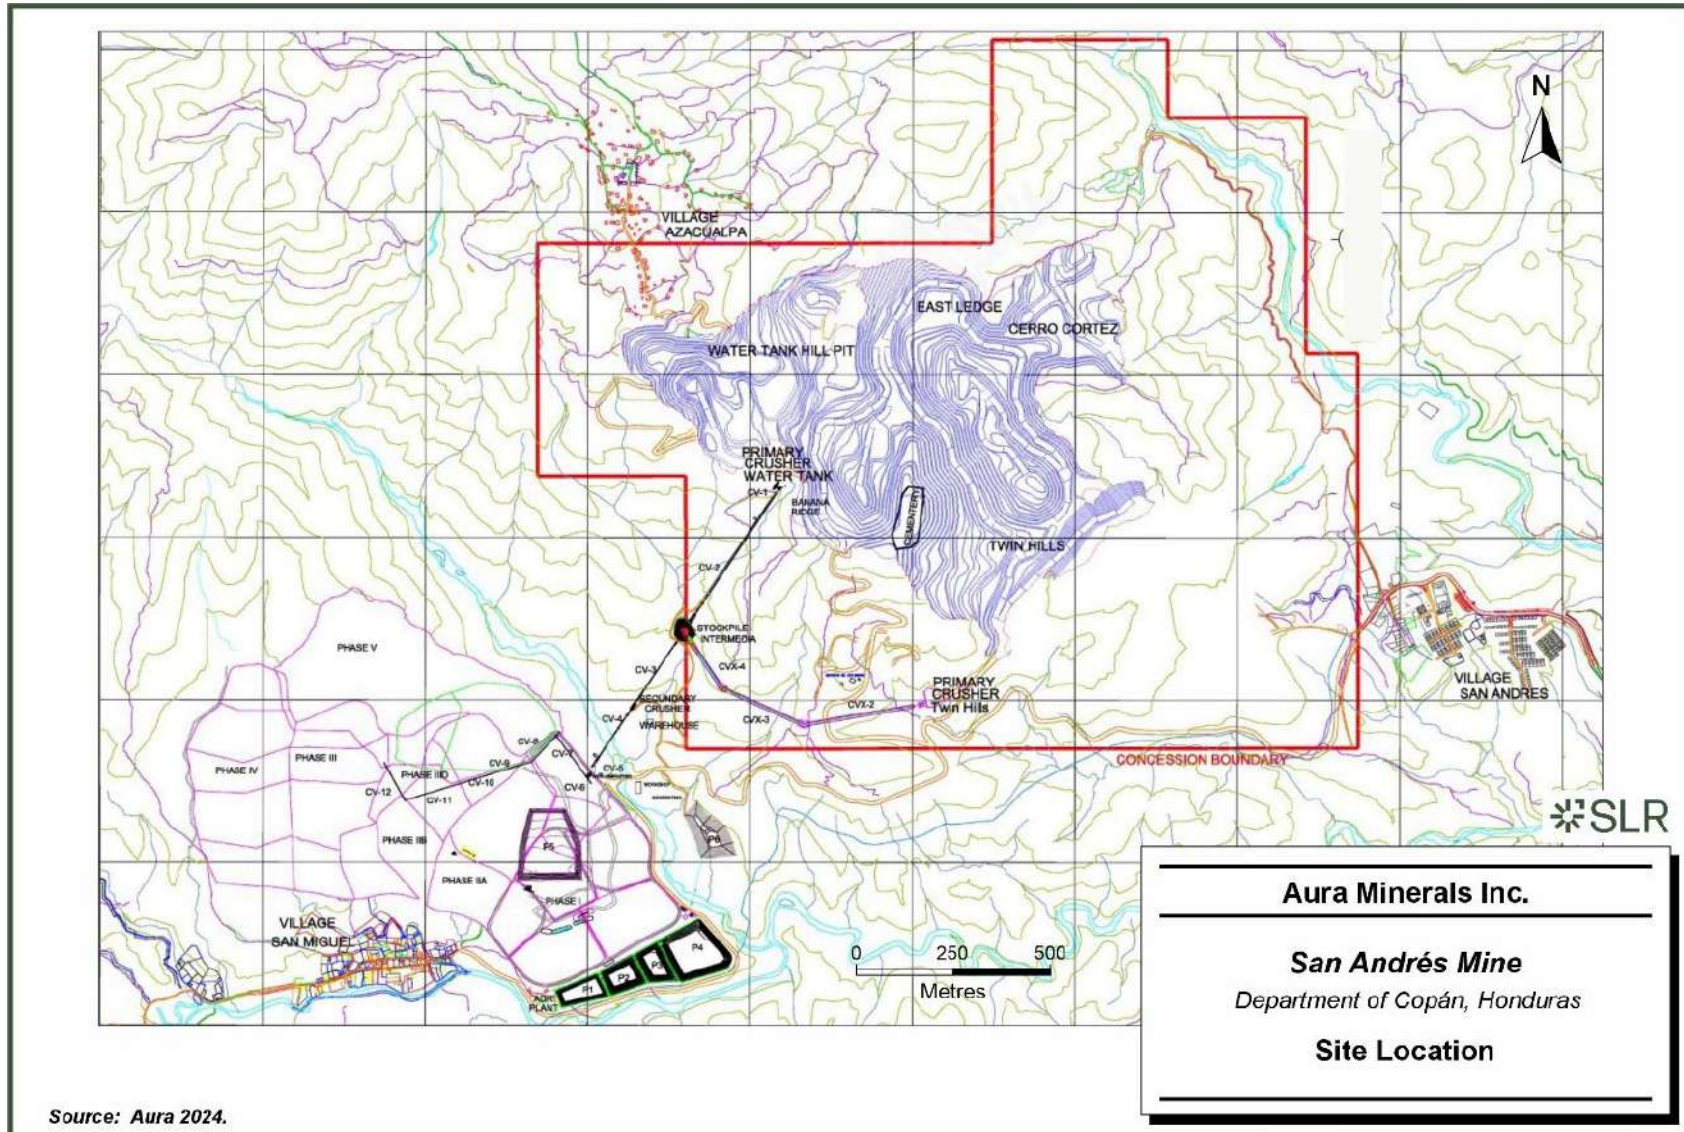 N
VILLAGE
AZACUALPA
EAST LEDGE
CERRO CORTEZ
WATER TANK HILL PIT
PRIMARY
CRUSHER
WATER TANK
CV-1
BANANA
RIDGE
CEMENTERY
TWIN HILLS
CV-2
STOCKPILE
INTERMEDIA
PHASE V
CV-3
CVX-4
SECUNDARY
CRUSHER
PRIMARY
CRUSHER
Twin Hills
VILLAGE
SAN ANDRES
CV-4
WAREHOUSE
CVX-3
CVX-2
CONCESSION BOUNDARY
PHASE IV
PHASE III
PHASE IIID
CV-8
CV-7
CV-9
CV-5
CV-6
CV-10
CV-11
CV-12
PHASE IIB
PHASE IIA
P5
PHASE I
VILLAGE
SAN MIGUEL
P4
P3
P2
P1
ADR
PLANT
0 250 500
Metres
SLR
Aura Minerals Inc.
San Andrés Mine
Department of Copán, Honduras
Site Location
Source: Aura 2024.